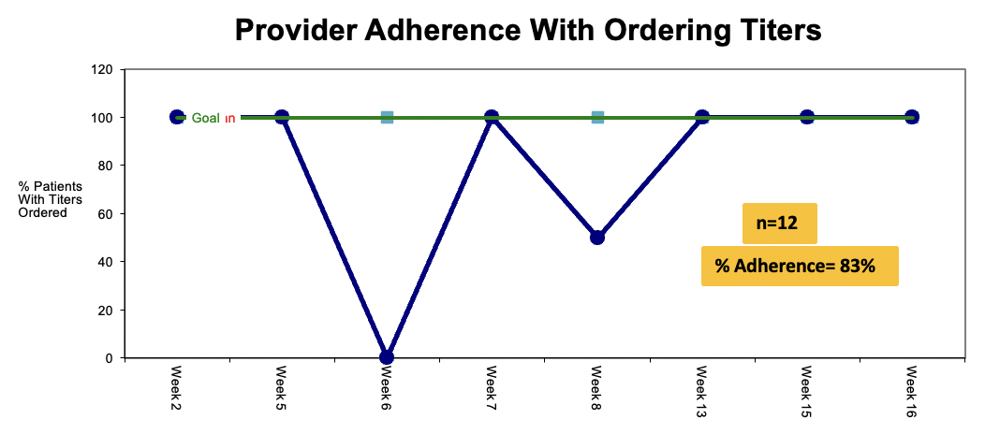 Provider Adherence With Ordering Titers
120
100
80
60
40
20
0
% Patients
With Titers
Ordered
Goal
n=12
% Adherence= 83%
Week 2
Week 5
Week 6
Week 7
Week 8
Week 13
Week 15
Week 16